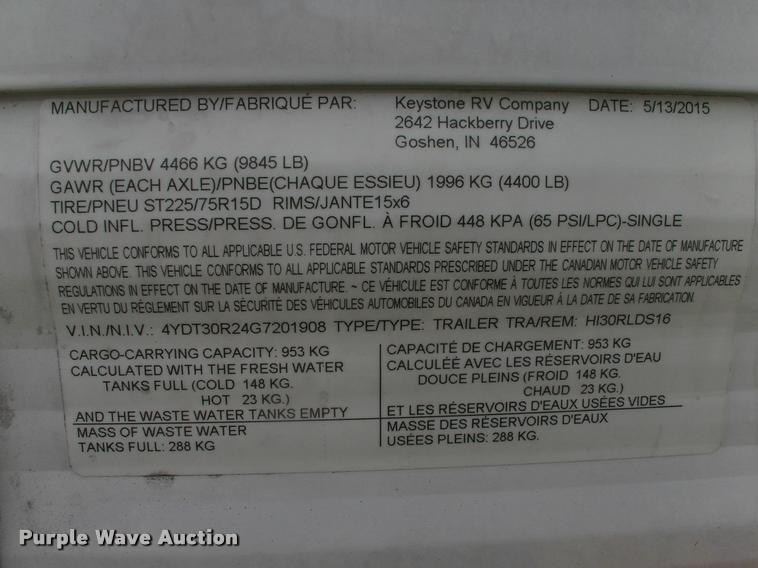 MANUFACTURED BY/FABRIQUÉ PAR: Keystone RV Company DATE: 5/13/2015
2642 Hackberry Drive
Goshen, IN 46526
GVWR/PNBV 4466 KG (9845 LB)
GAWR (EACH AXLE)/PNBE(CHAQUE ESSIEU) 1996 KG (4400 LB)
TIRE/PNEU ST225/75R15D RIMS/JANTE15x6
COLD INFL. PRESS/PRESS. DE GONFL. À FROID 448 KPA (65 PSI/LPC)-SINGLE
THIS VEHICLE CONFORMS TO ALL APPLICABLE U.S. FEDERAL MOTOR VEHICLE SAFETY STANDARDS IN EFFECT ON THE DATE OF MANUFACTURE
SHOWN ABOVE. THIS VEHICLE CONFORMS TO ALL APPLICABLE STANDARDS PRESCRIBED UNDER THE CANADIAN MOTOR VEHICLE SAFETY
REGULATIONS IN EFFECT ON THE DATE OF MANUFACTURE. ~ CE VÉHICULE EST CONFORME À TOUTES LES NORMES QUI LUI SONT APPLICABLES
EN VERTU DU RÈGLEMENT SUR LA SÉCURITÉ DES VÉHICULES AUTOMOBILES DU CANADA EN VIGUEUR À LA DATE DE SA FABRICATION.
V.I.N./N.I.V.: 4YDT30R24G7201908 TYPE/TYPE: TRAILER TRA/REM: HI30RLDS16
CARGO-CARRYING CAPACITY: 953 KG
CALCULATED WITH THE FRESH WATER
TANKS FULL (COLD 148 KG.
HOT 23 KG.)
AND THE WASTE WATER TANKS EMPTY
MASS OF WASTE WATER
TANKS FULL: 288 KG
CAPACITÉ DE CHARGEMENT: 953 KG
CALCULÉE AVEC LES RÉSERVOIRS D'EAU
DOUCE PLEINS (FROID 148 KG.
CHAUD 23 KG.)
ET LES RÉSERVOIRS D'EAUX USÉES VIDES
MASSE DES RÉSERVOIRS D'EAUX
USÉES PLEINS: 288 KG.
Purple Wave Auction